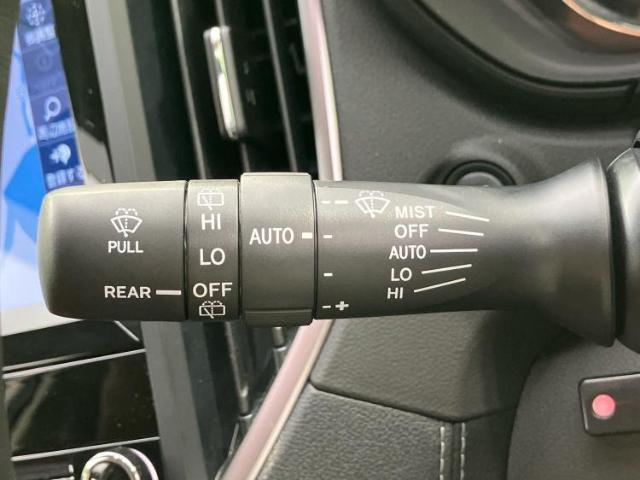 PULL
REAR
HI
LO
OFF
AUTO
MIST
OFF
AUTO
LO
HI
- +